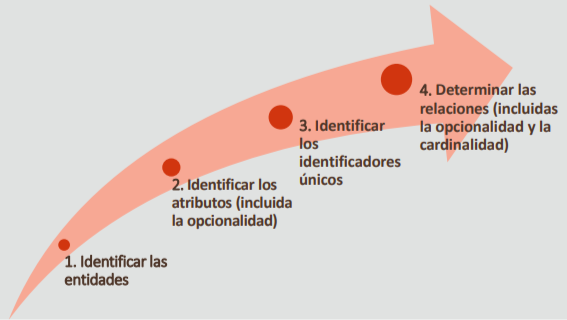 1. Identificar las
entidades
2. Identificar los
atributos (incluida
la opcionalidad)
3. Identificar
los
identificadores
únicos
4. Determinar las
relaciones (incluidas
la opcionalidad y la
cardinalidad)